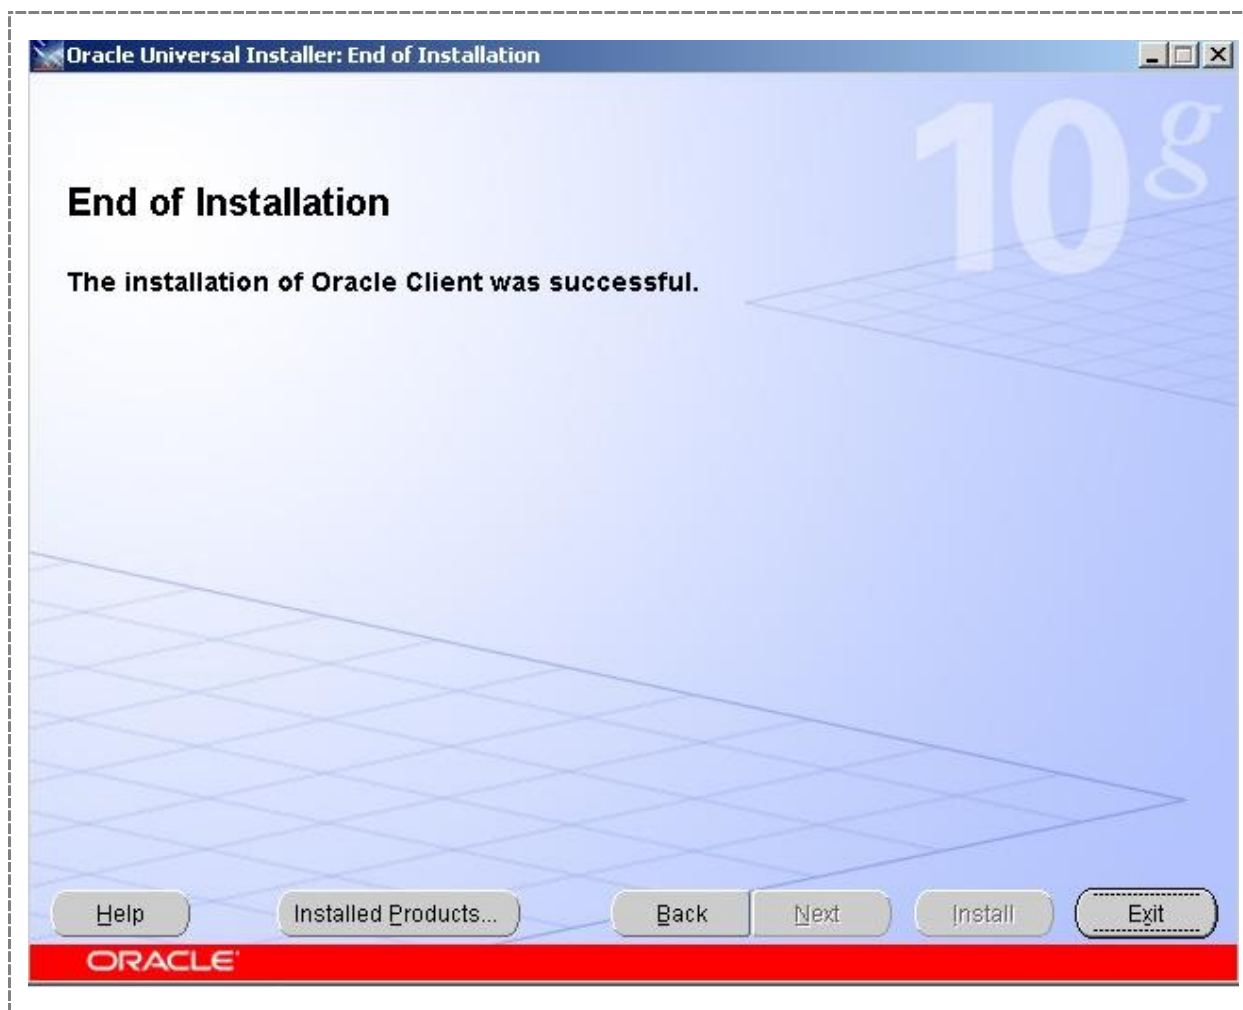 Oracle Universal Installer: End of Installation
10g
End of Installation
The installation of Oracle Client was successful.
Help Installed Products... Back Next Install Exit
ORACLE